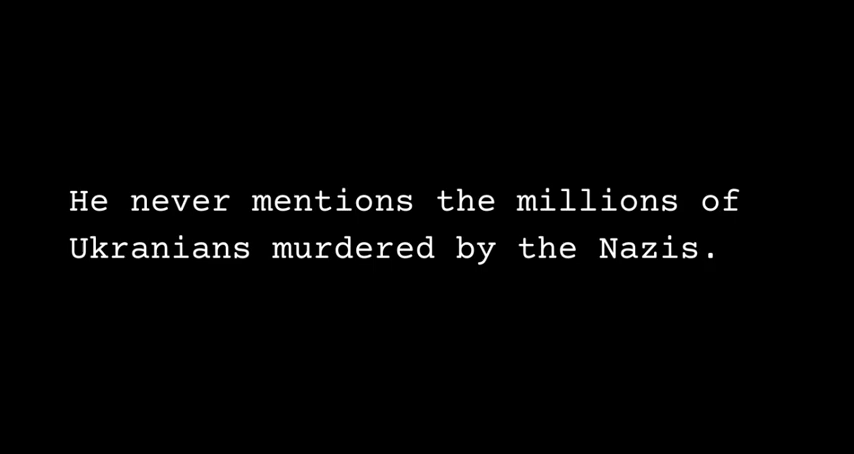 He never mentions the millions of
Ukranians murdered by the Nazis.